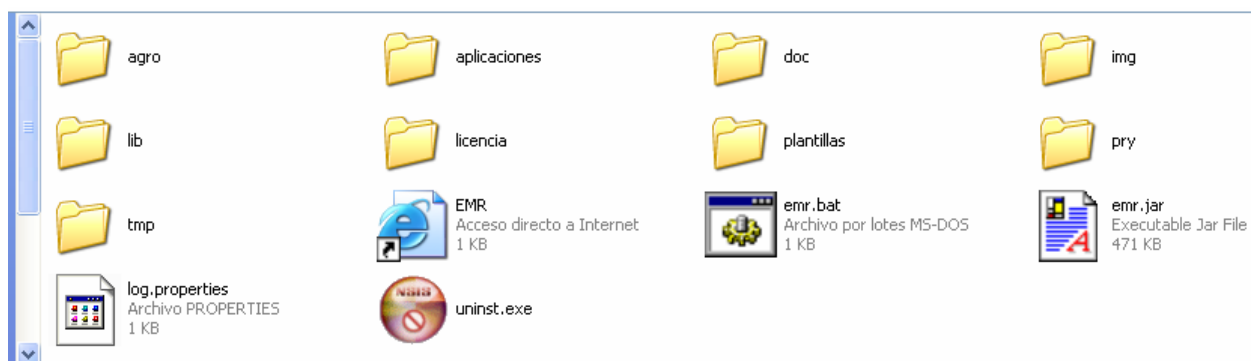 agro
aplicaciones
doc
img
lib
licencia
plantillas
pry
tmp
EMR
Acceso directo a Internet
1 KB
emr.bat
Archivo por lotes MS-DOS
1 KB
emr.jar
Executable Jar File
471 KB
log.properties
Archivo PROPERTIES
1 KB
NSIS
uninst.exe